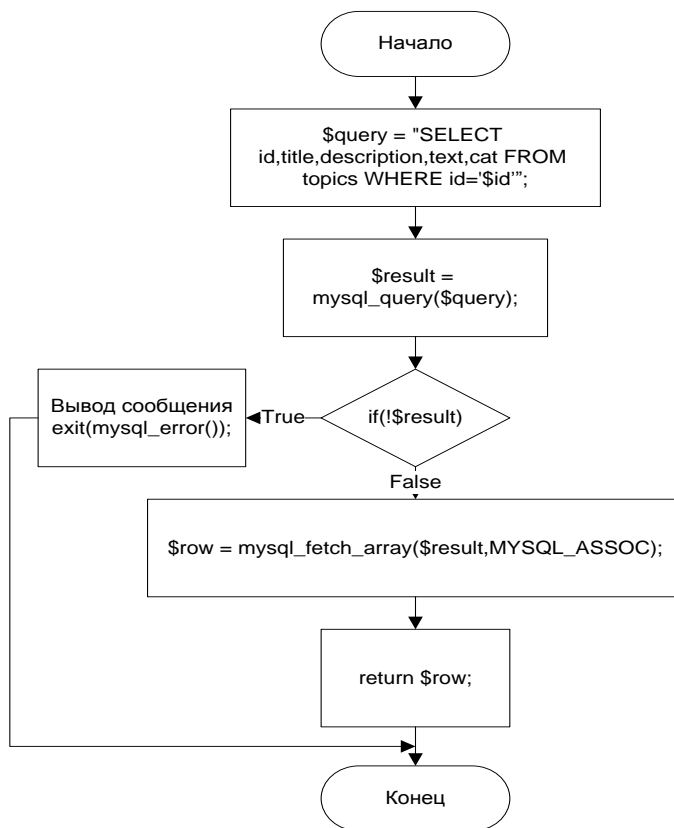 Начало
$query = "SELECT
id,title,description,text,cat FROM
topics WHERE id='$id'";
$result =
mysql_query($query);
Вывод сообщения
exit(mysql_error());
True
if(!$result)
False
$row = mysql_fetch_array($result,MYSQL_ASSOC);
return $row;
Конец